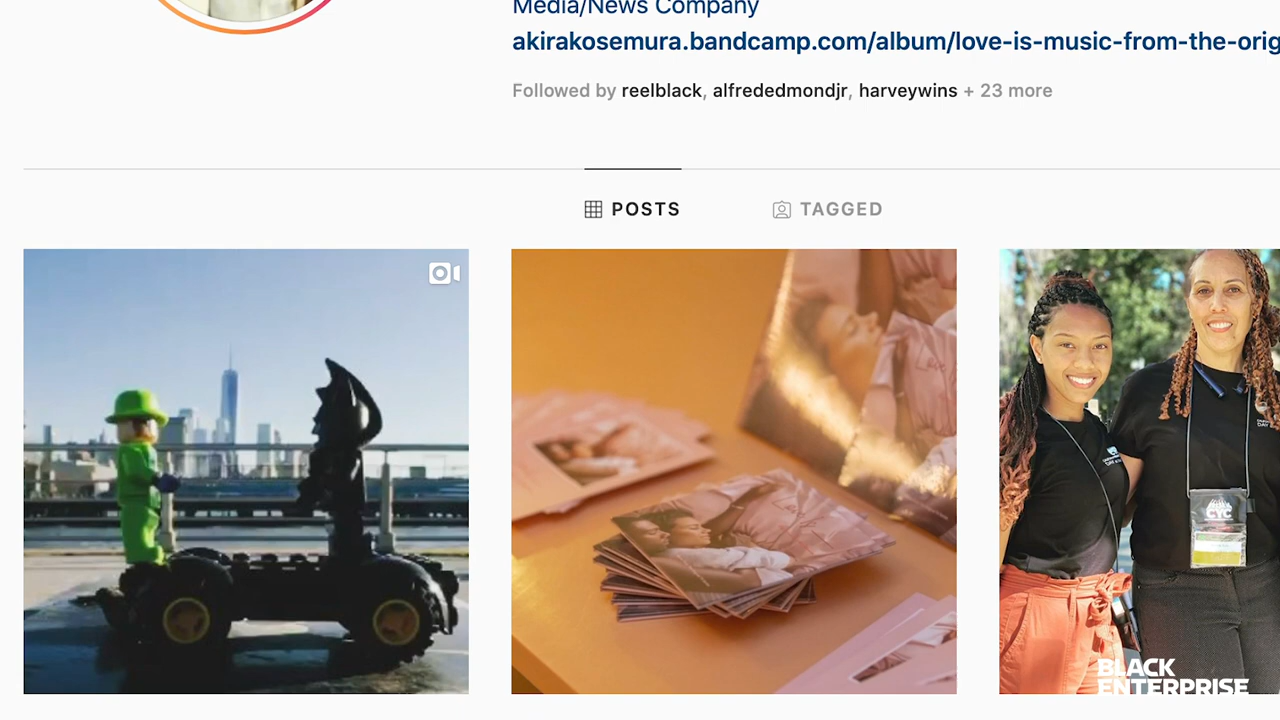 Media/News Company
akirakosemura.bandcamp.com/album/love-is-music-from-the-orig
Followed by reelblack, alfrededmondjr, harveywins + 23 more
POSTS
TAGGED
CYC
BLACK
ENTERPRISE